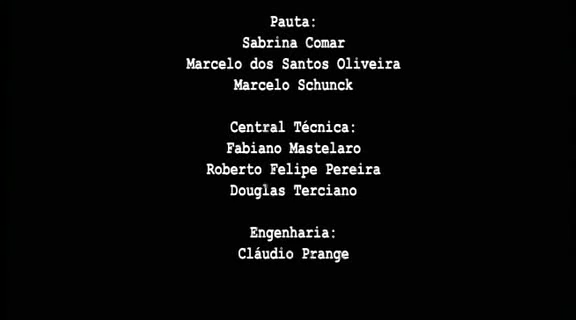 Pauta:
Sabrina Comar
Marcelo dos Santos Oliveira
Marcelo Schunck
Central Técnica:
Fabiano Mastelaro
Roberto Felipe Pereira
Douglas Terciano
Engenharia:
Cláudio Prange